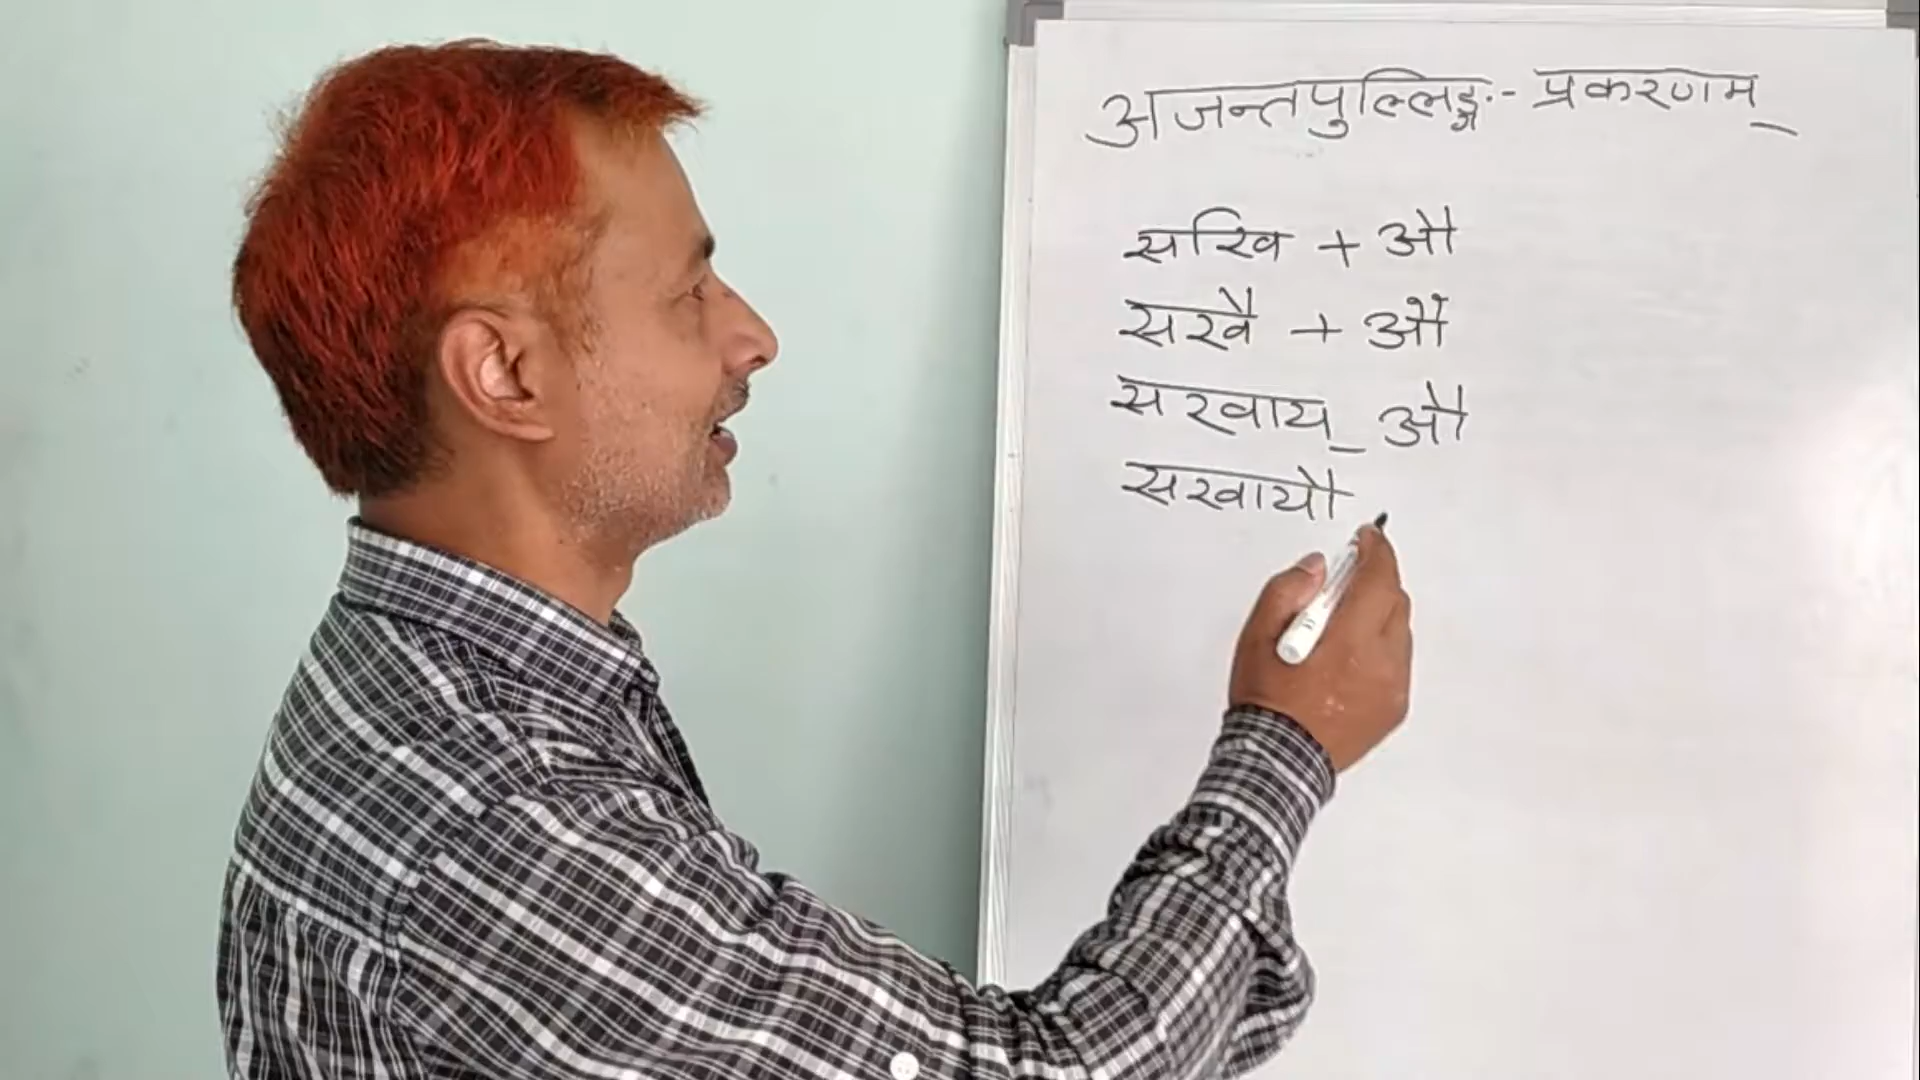 अजन्तपुल्लिङ्ग:- प्रकरणम्
सखि + औ
सखै + औ
सखाय् औ
सखायौ